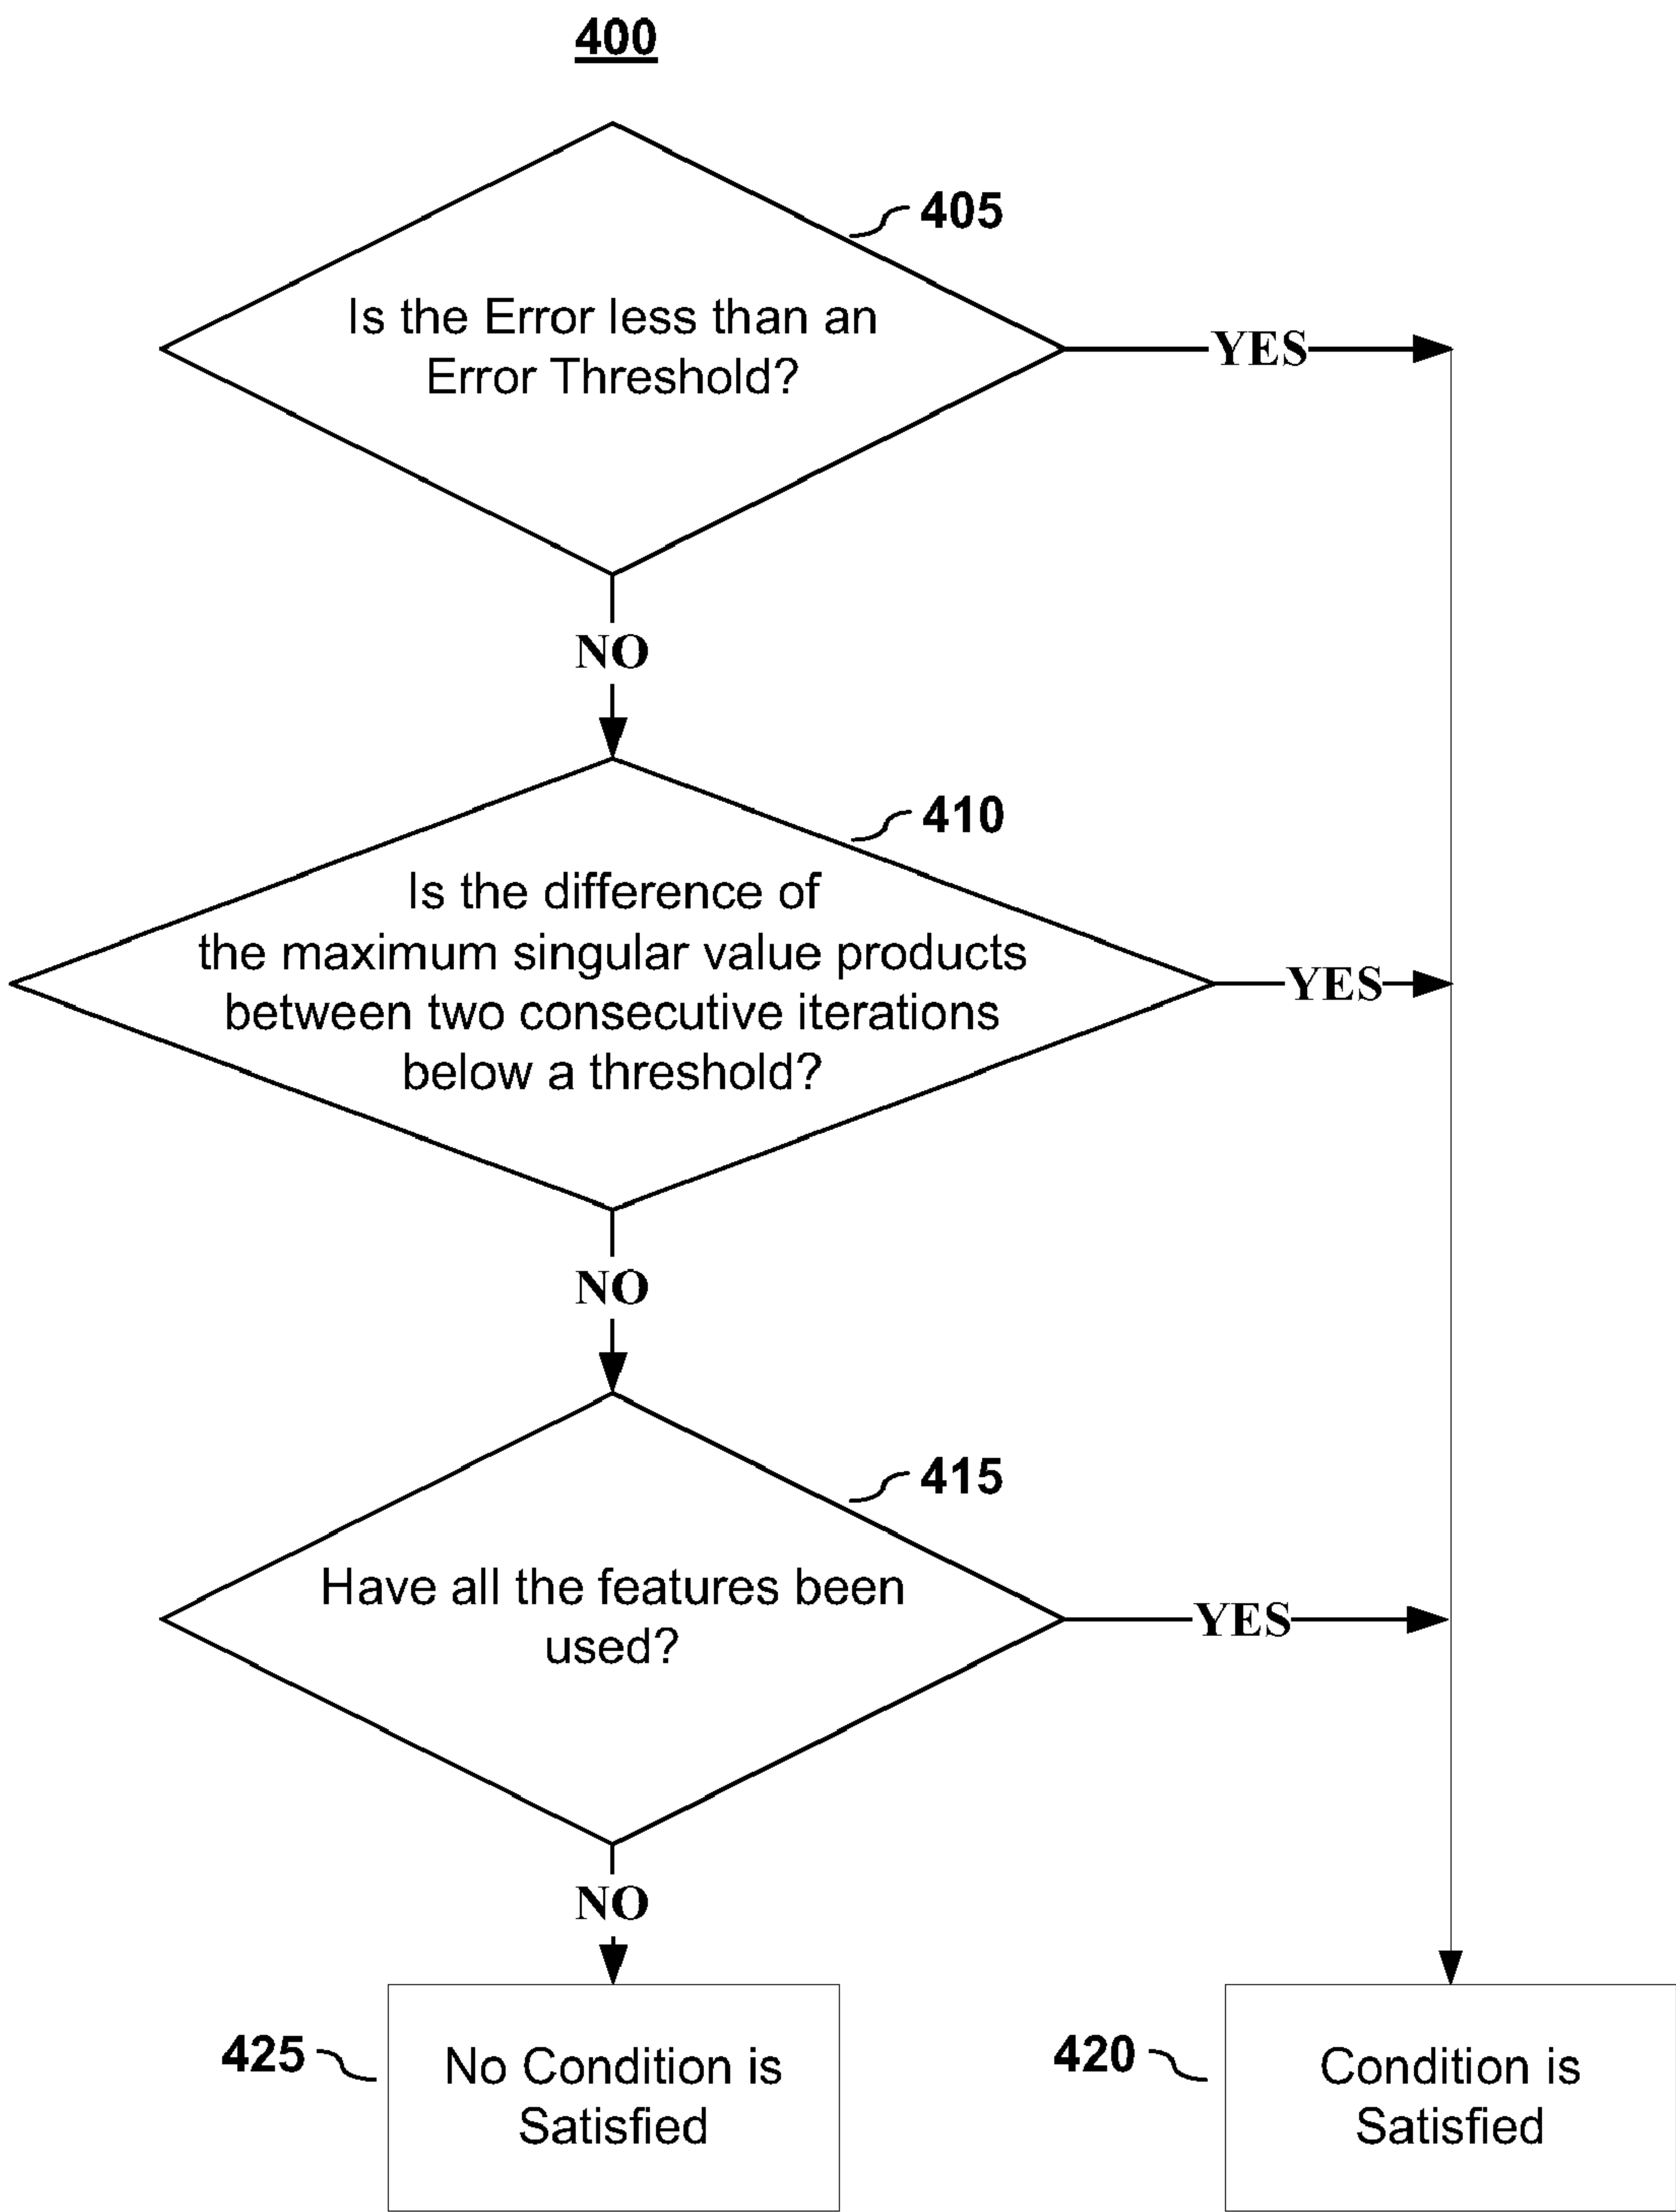 400
405
Is the Error less than an
Error Threshold?
YES
NO
410
Is the difference of
the maximum singular value products
between two consecutive iterations
below a threshold?
YES
NO
415
Have all the features been
used?
YES
NO
425
No Condition is
Satisfied
420
Condition is
Satisfied